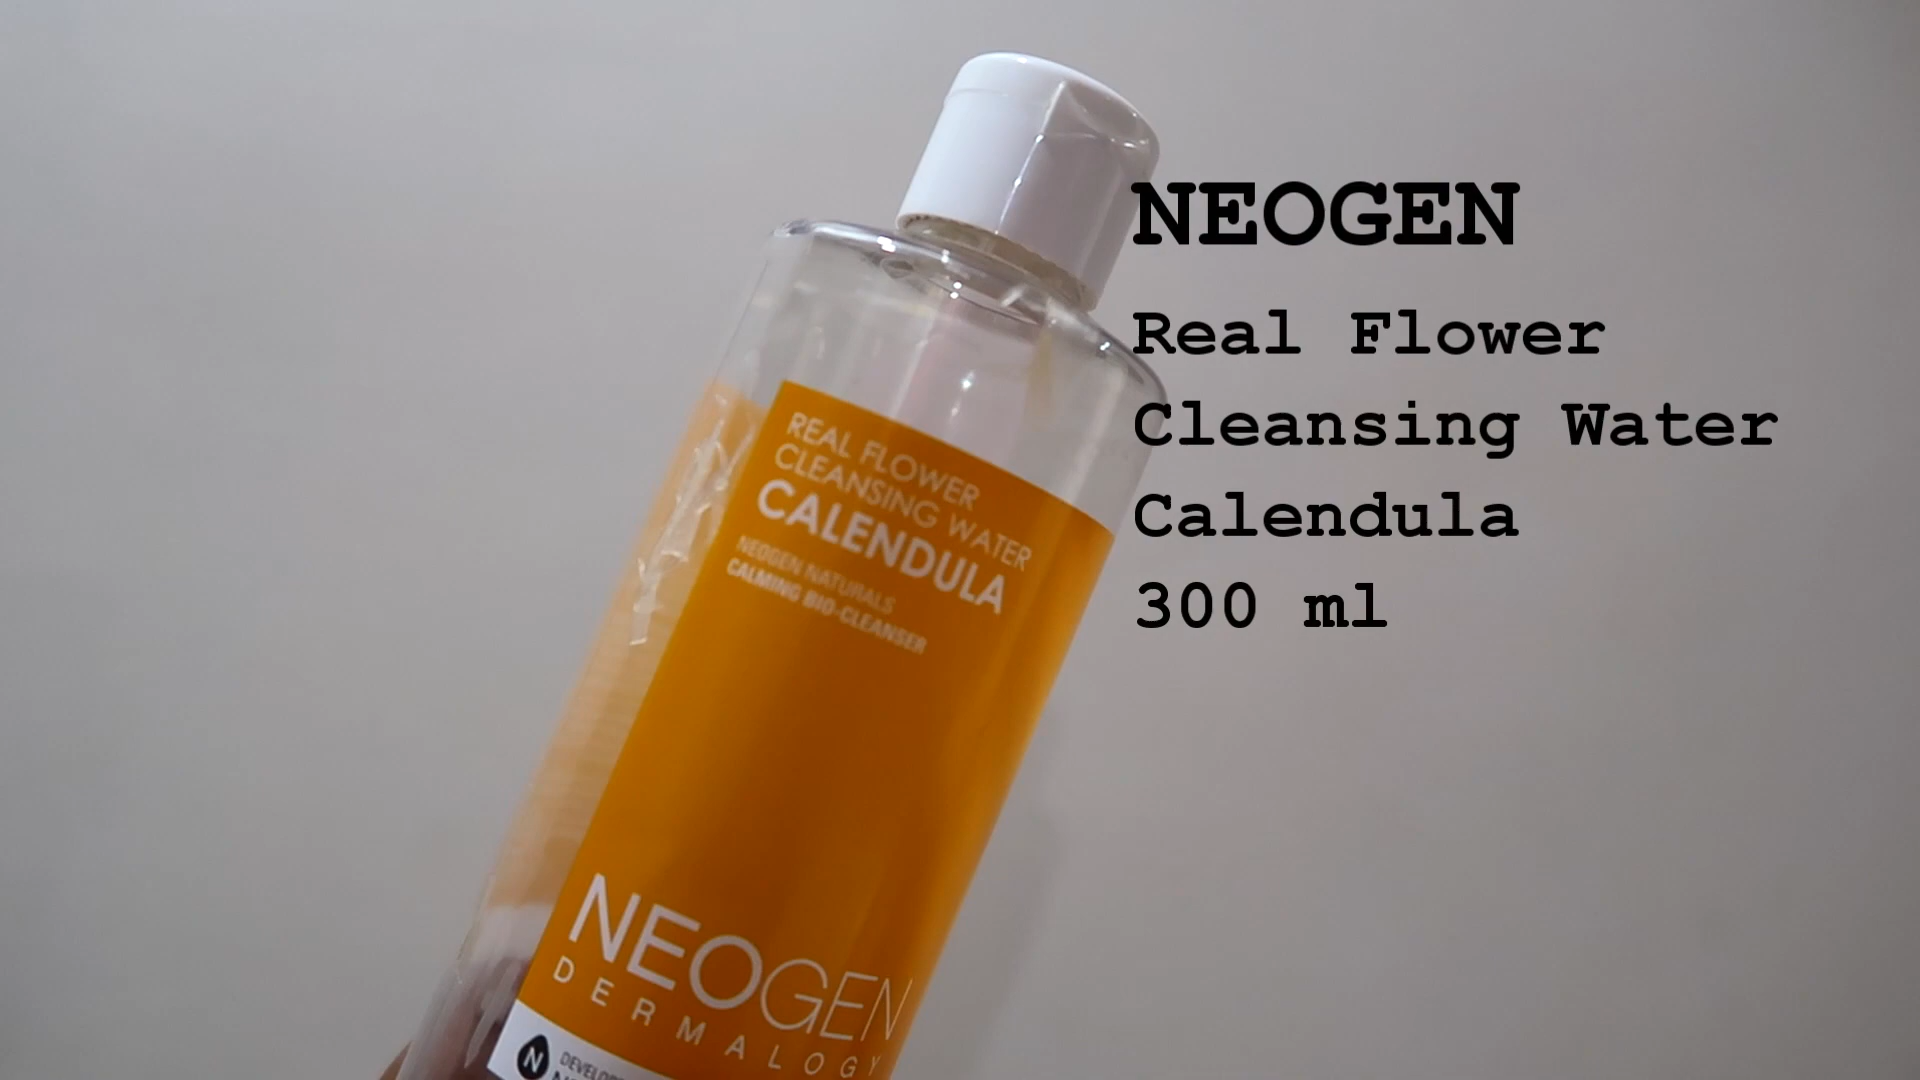 NEOGEN
Real Flower
Cleansing Water
Calendula
300 ml
REAL FLOWER
CLEANSING WATER
CALENDULA
NEOGEN NATURALS
CALMING BIO-CLEANSER
NEOGEN
DERMALOGY
N